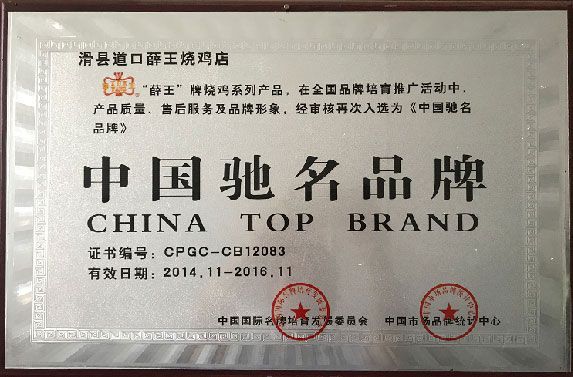 滑县道口薛王烧鸡店
“薛王”牌烧鸡系列产品，在全国品牌培育推广活动中，
产品质量、售后服务及品牌形象，经审核再次入选为《中国驰名
品牌》
中国驰名品牌
CHINA TOP BRAND
证书编号：CPGC-CB12083
有效日期：2014.11-2016.11
中国国际名牌培育发展委员会 中国市场品牌统计中心